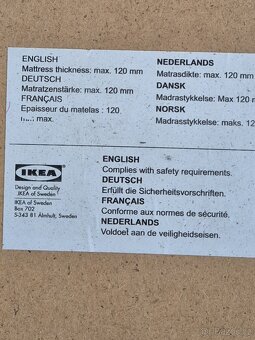 ENGLISH
Mattress thickness: max. 120 mm
DEUTSCH
Matratzenstärke: max. 120 mm
FRANÇAIS
Epaisseur du matelas : 120
max.
NEDERLANDS
Matrasdikte: max. 120 mm
DANSK
Madrastykkelse: Max 120 m
NORSK
Madrasstykkelse: maks. 12
IKEA
Design and Quality
IKEA of Sweden
IKEA of Sweden
Box 702
S-343 81 Älmhult, Sweden
ENGLISH
Complies with safety requirements.
DEUTSCH
Erfüllt die Sicherheitsvorschriften.
FRANÇAIS
Conforme aux normes de sécurité.
NEDERLANDS
Voldoet aan de veiligheidseisen.